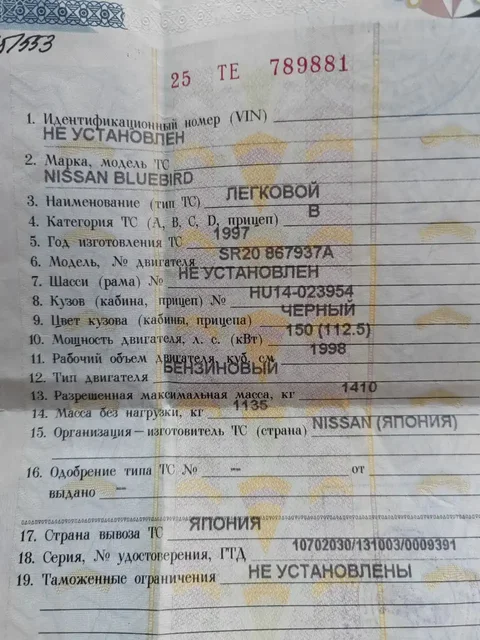 25 ТЕ 789881
1. Идентификационный номер (VIN)
НЕ УСТАНОВЛЕН
2. Марка, модель ТС
NISSAN BLUEBIRD
3. Наименование (тип ТС) ЛЕГКОВОЙ
4. Категория ТС (А, В, С, D, прицеп) В
5. Год изготовления ТС 1997
6. Модель, № двигателя SR20 867937A
7. Шасси (рама) № НЕ УСТАНОВЛЕН
8. Кузов (кабина, прицеп) № HU14-023954
9. Цвет кузова (кабины, прицепа) ЧЕРНЫЙ
10. Мощность двигателя, л. с. (кВт) 150 (112.5)
11. Рабочий объем двигателя, куб. см 1998
12. Тип двигателя БЕНЗИНОВЫЙ
13. Разрешенная максимальная масса, кг 1410
14. Масса без нагрузки, кг 1135
15. Организация—изготовитель ТС (страна) NISSAN (ЯПОНИЯ)
16. Одобрение типа ТС № -- от
выдано --
17. Страна вывоза ТС ЯПОНИЯ
18. Серия, № удостоверения, ГТД 10702030/131003/0009391
19. Таможенные ограничения НЕ УСТАНОВЛЕНЫ